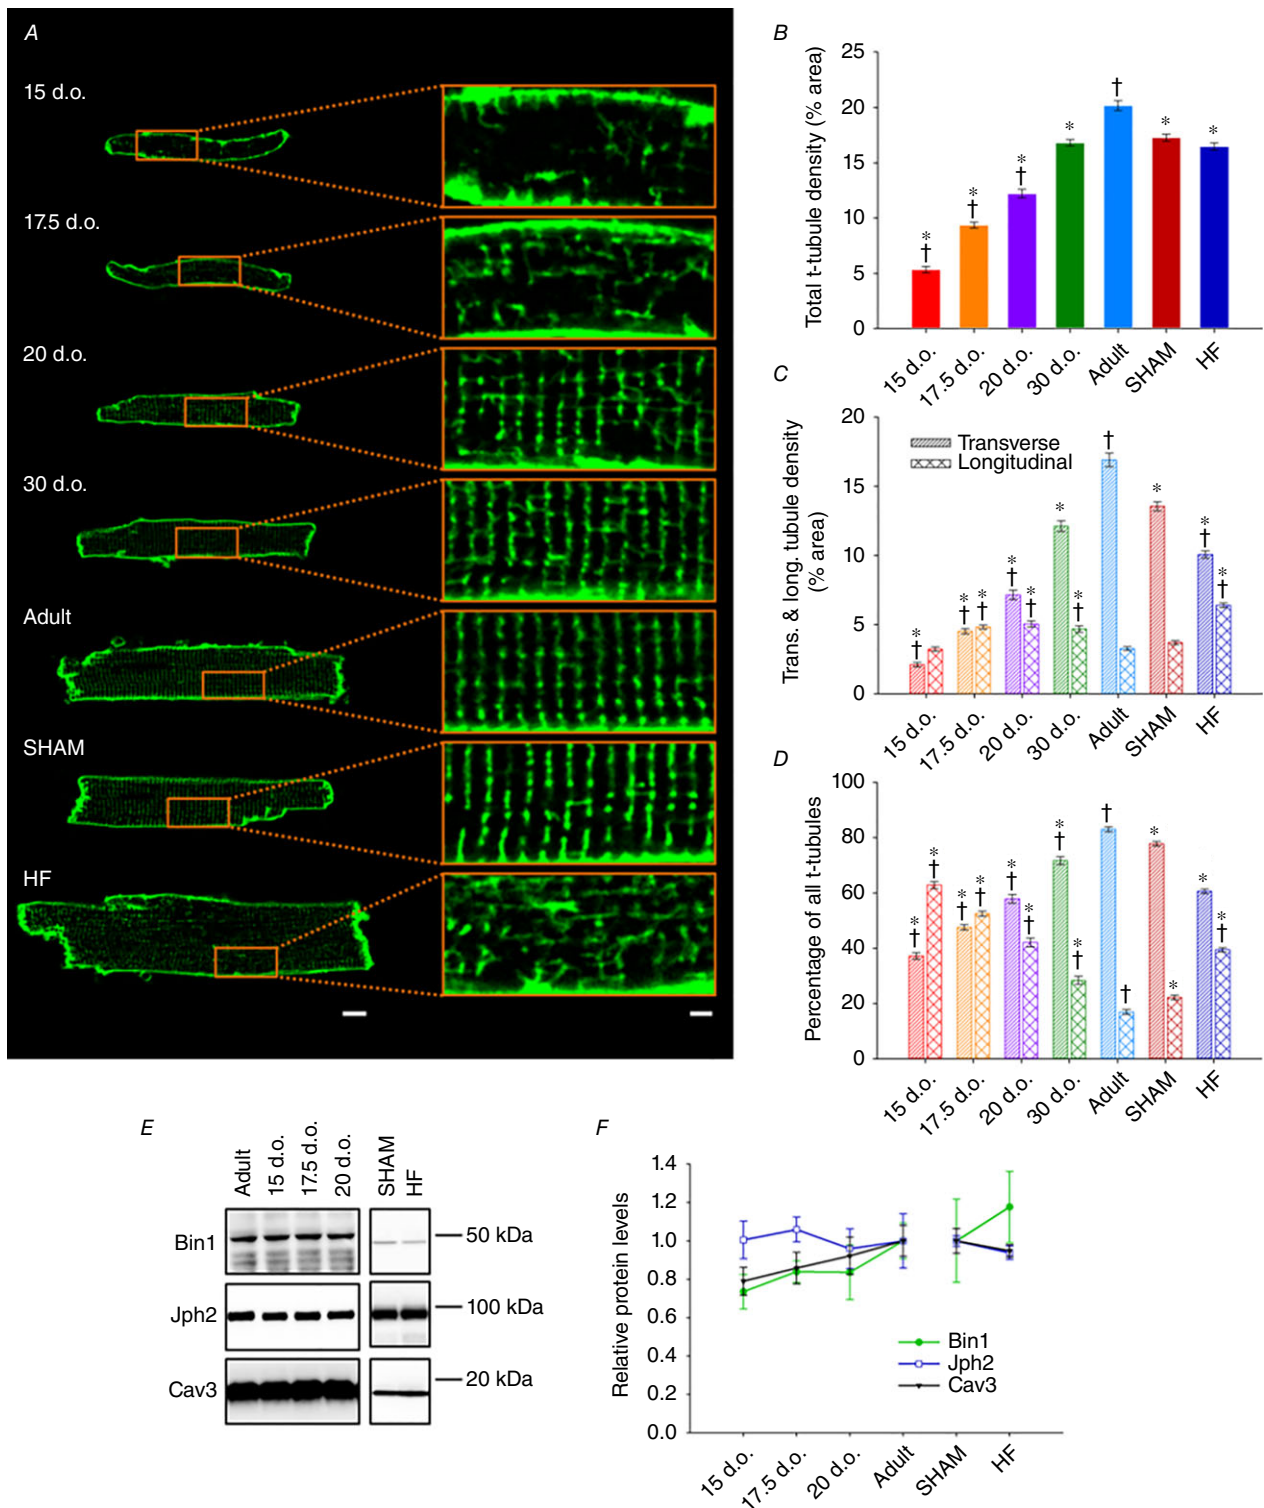 A
15 d.o.
17.5 d.o.
20 d.o.
30 d.o.
Adult
SHAM
HF
B
Total t-tubule density (% area)
25
20
15
10
5
0
*
†
*
†
*
†
*
†
*
*
15 d.o.
17.5 d.o.
20 d.o.
30 d.o.
Adult
SHAM
HF
C
Trans. & long. tubule density
(% area)
20
15
10
5
0
Transverse
Longitudinal
*
†
*
†
*
†
*
†
*
†
*
*
†
†
*
*
†
*
†
15 d.o.
17.5 d.o.
20 d.o.
30 d.o.
Adult
SHAM
HF
D
Percentage of all t-tubules
100
80
60
40
20
0
*
†
*
†
*
†
*
†
*
†
*
†
*
†
*
†
†
†
*
*
*
*
†
15 d.o.
17.5 d.o.
20 d.o.
30 d.o.
Adult
SHAM
HF
E
Adult
15 d.o.
17.5 d.o.
20 d.o.
SHAM
HF
Bin1
50 kDa
Jph2
100 kDa
Cav3
20 kDa
F
Relative protein levels
1.4
1.2
1.0
0.8
0.6
0.4
0.2
0.0
Bin1
Jph2
Cav3
15 d.o.
17.5 d.o.
20 d.o.
Adult
SHAM
HF